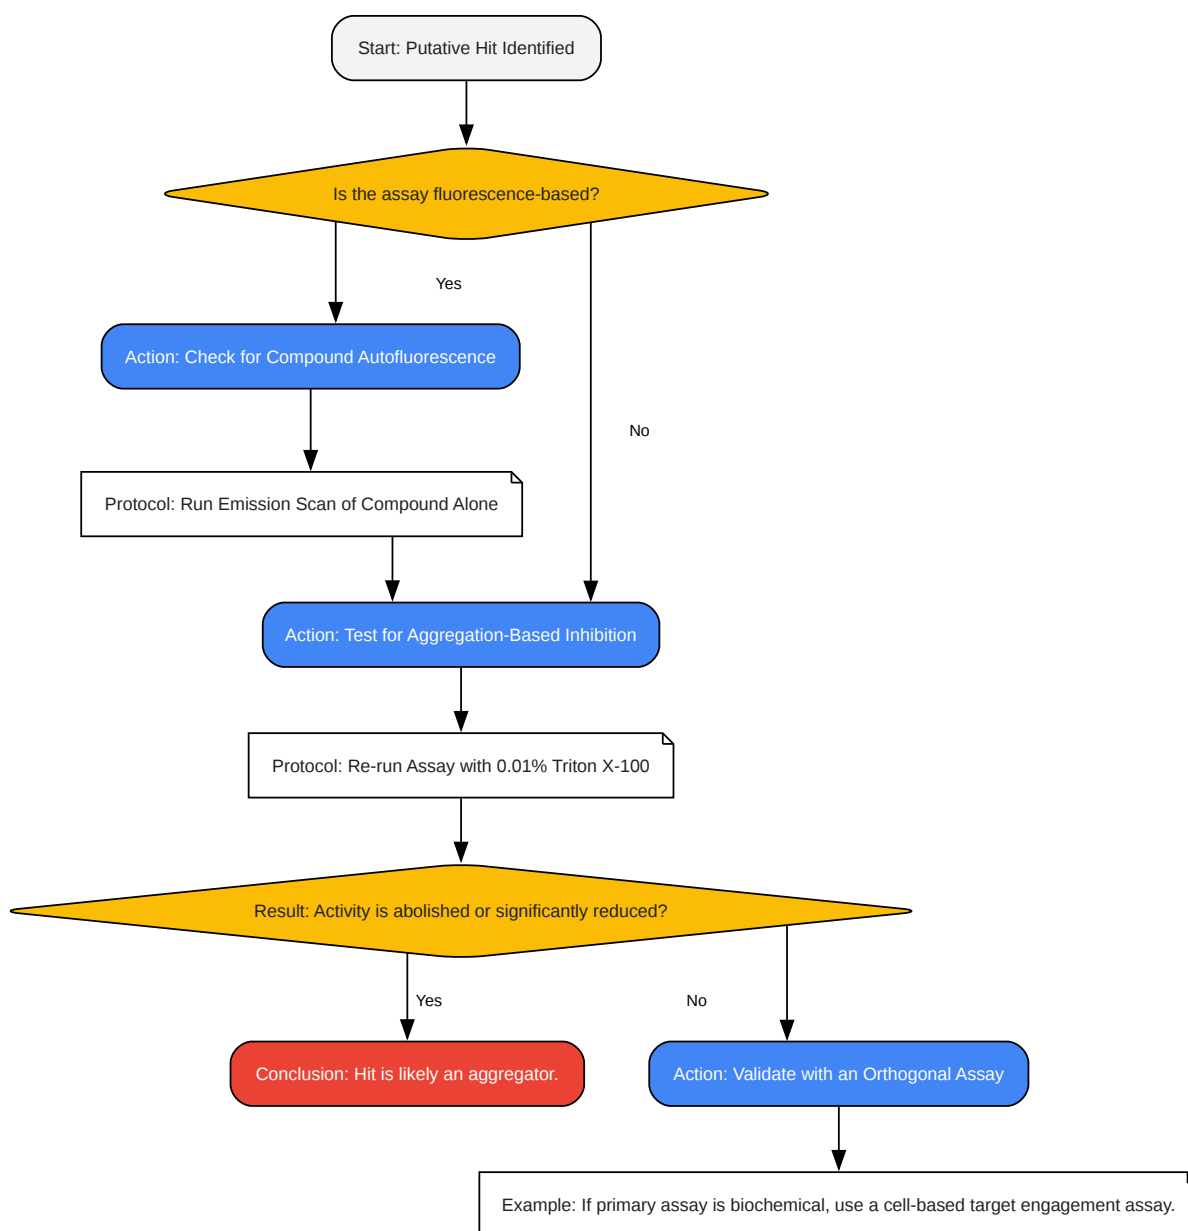 Start: Putative Hit Identified
Is the assay fluorescence-based?
Yes
Action: Check for Compound Autofluorescence
No
Protocol: Run Emission Scan of Compound Alone
Action: Test for Aggregation-Based Inhibition
Protocol: Re-run Assay with 0.01% Triton X-100
Result: Activity is abolished or significantly reduced?
Yes
No
Conclusion: Hit is likely an aggregator.
Action: Validate with an Orthogonal Assay
Example: If primary assay is biochemical, use a cell-based target engagement assay.